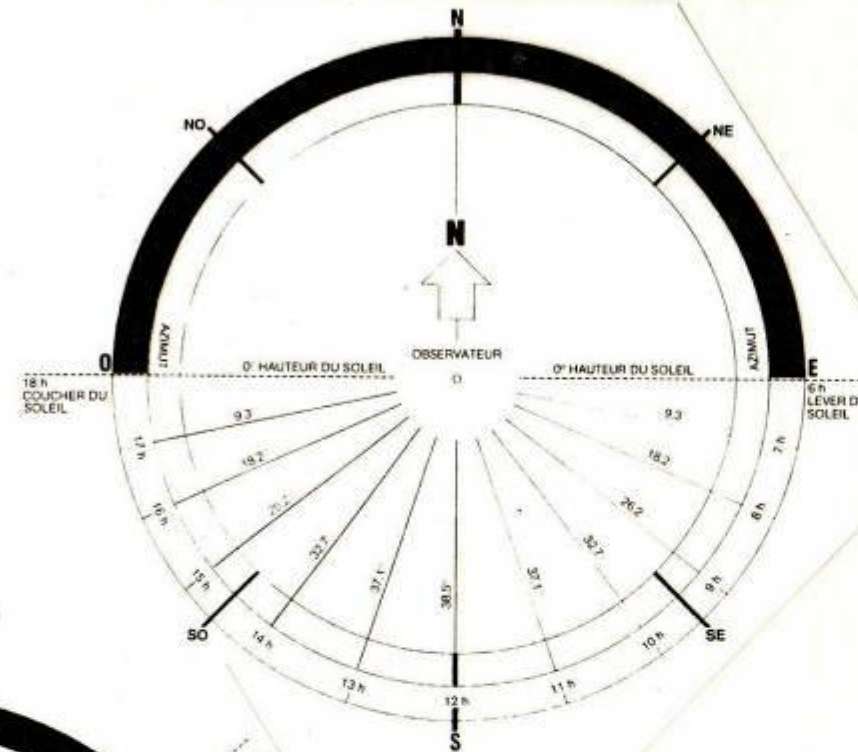 N
NO
NE
N
AZIMUT
AZIMUT
OBSERVATEUR
O
0° HAUTEUR DU SOLEIL
0° HAUTEUR DU SOLEIL
E
18 h
COUCHER DU
SOLEIL
6 h
LEVER D
SOLEIL
9.3
9.3
17 h
7 h
18.2
18.2
16 h
8 h
26.2
15 h
9 h
32.7
32.7
SO
SE
14 h
10 h
37.1°
37.1
38.5°
13 h
11 h
12 h
S